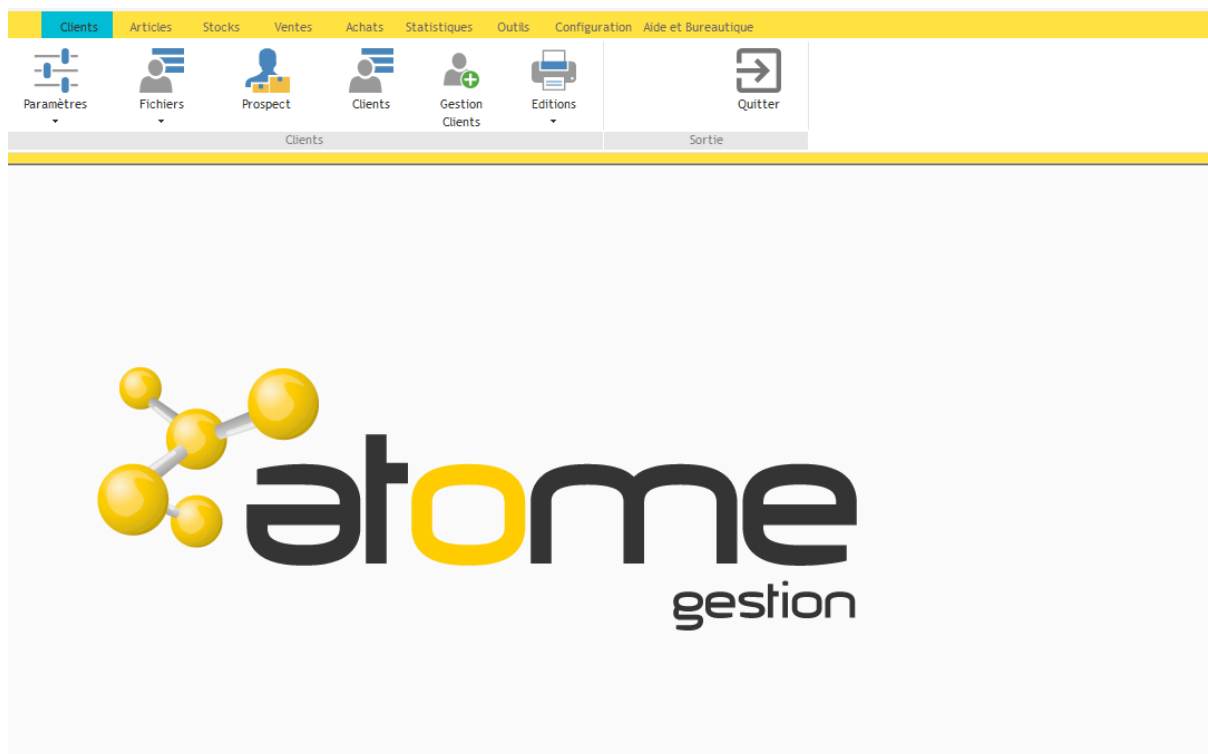 Clients Articles Stocks Ventes Achats Statistiques Outils Configuration Aide et Bureautique
Paramètres Fichiers Prospect Clients Gestion Clients Editions Quitter
Clients Sortie
atome
gestion